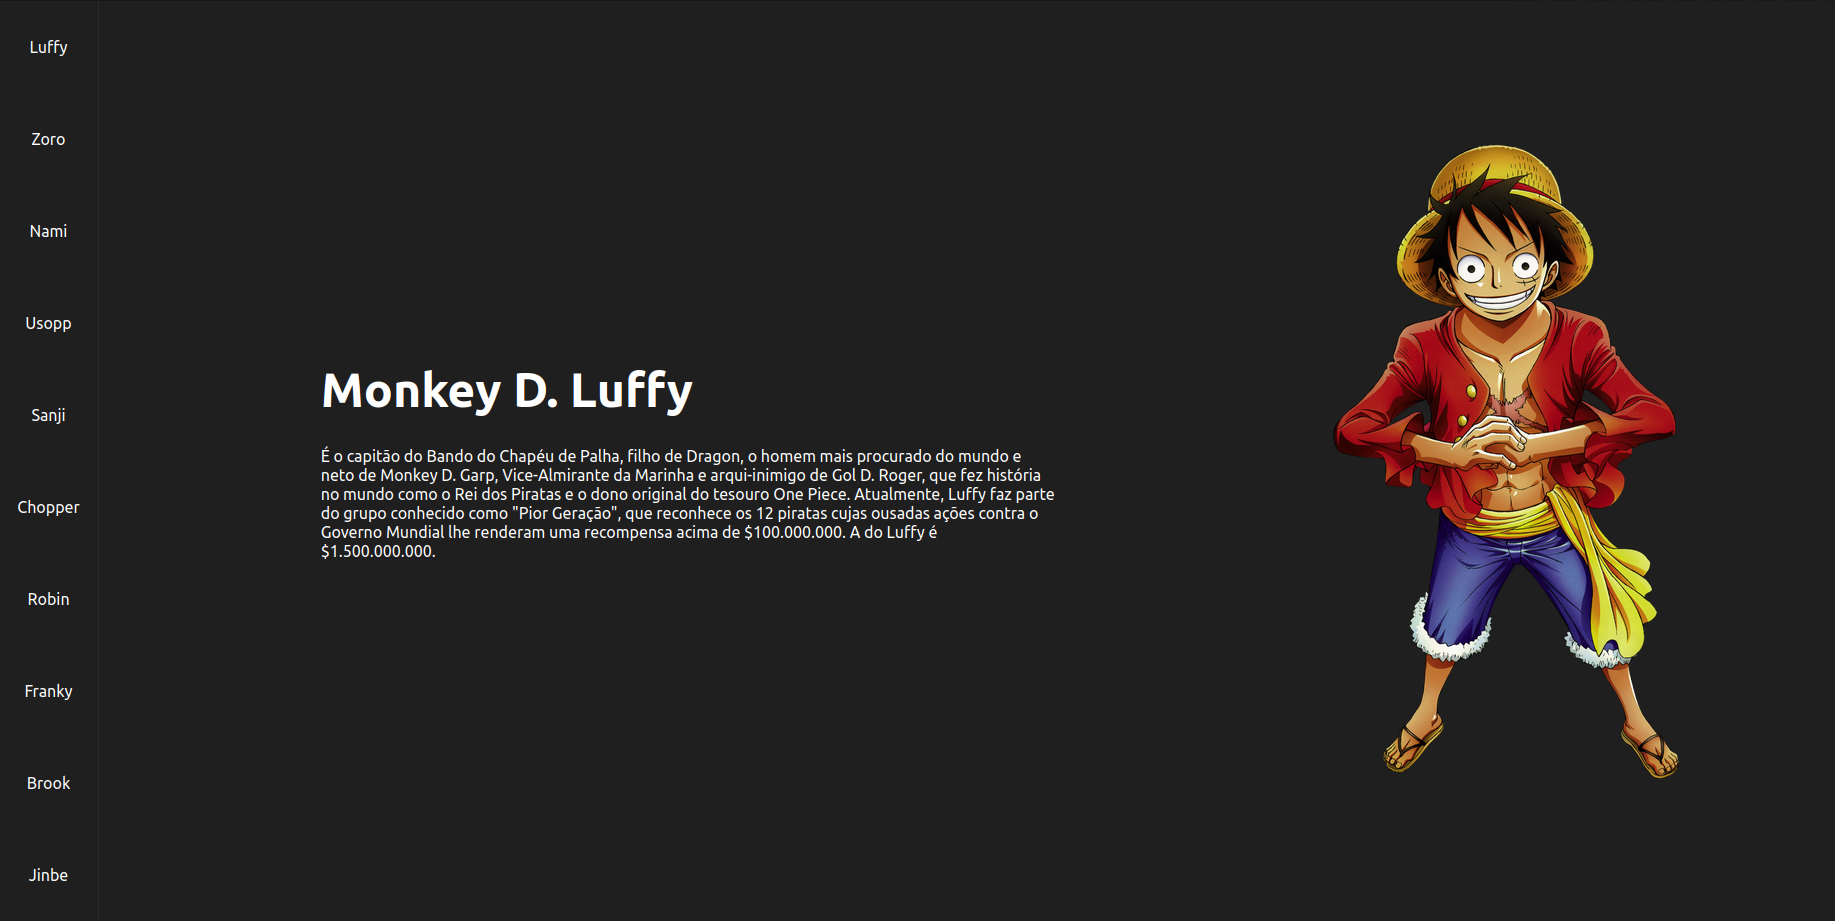 Luffy
Zoro
Nami
Usopp
Sanji
Chopper
Robin
Franky
Brook
Jinbe
Monkey D. Luffy
É o capitão do Bando do Chapéu de Palha, filho de Dragon, o homem mais procurado do mundo e
neto de Monkey D. Garp, Vice-Almirante da Marinha e arqui-inimigo de Gol D. Roger, que fez história
no mundo como o Rei dos Piratas e o dono original do tesouro One Piece. Atualmente, Luffy faz parte
do grupo conhecido como "Pior Geração", que reconhece os 12 piratas cujas ousadas ações contra o
Governo Mundial lhe renderam uma recompensa acima de $100.000.000. A do Luffy é
$1.500.000.000.